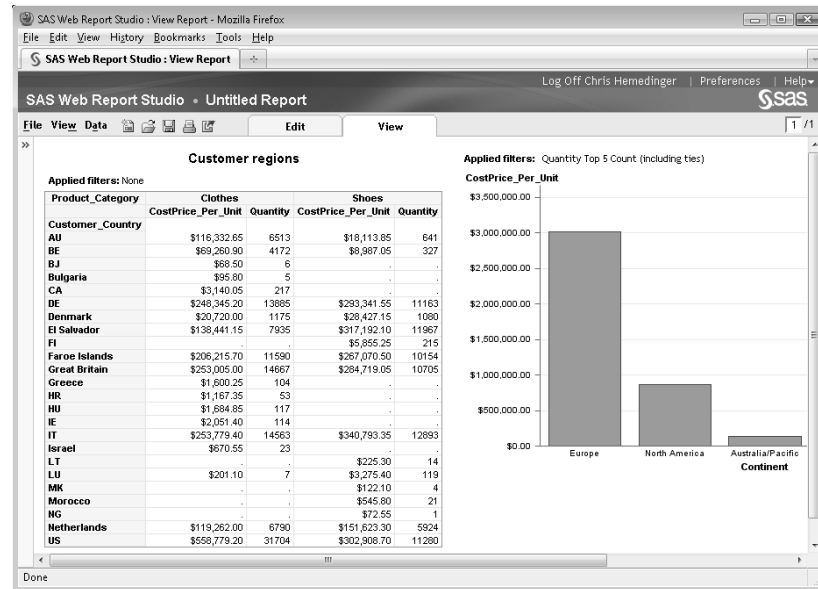 SAS Web Report Studio : View Report - Mozilla Firefox
File Edit View History Bookmarks Tools Help
SAS Web Report Studio : View Report
Log Off Chris Hemedinger | Preferences | Help
SAS Web Report Studio • Untitled Report
sas
File View Data Edit View 1 /1
Customer regions
Applied filters: None
Product_Category Clothes Shoes
CostPrice_Per_Unit Quantity CostPrice_Per_Unit Quantity
Customer_Country
AU $116,332.65 6513 $18,113.85 641
BE $69,260.90 4172 $8,987.05 327
BJ $68.50 6 . .
Bulgaria $95.80 5 . .
CA $3,140.05 217 . .
DE $248,345.20 13885 $293,341.55 11163
Denmark $20,720.00 1175 $28,427.15 1080
El Salvador $138,441.15 7935 $317,192.10 11967
FI . . $5,855.25 215
Faroe Islands $206,215.70 11590 $267,070.50 10154
Great Britain $253,005.00 14667 $284,719.05 10705
Greece $1,600.25 104 . .
HR $1,167.35 53 . .
HU $1,684.85 117 . .
IE $2,051.40 114 . .
IT $253,779.40 14563 $340,793.35 12893
Israel $670.55 23 . .
LT . . $225.30 14
LU $201.10 7 $3,275.40 119
MK . . $122.10 4
Morocco . . $545.80 21
NG . . $72.55 1
Netherlands $119,262.00 6790 $151,623.30 5924
US $558,779.20 31704 $302,908.70 11280
Applied filters: Quantity Top 5 Count (including ties)
CostPrice_Per_Unit
$3,500,000.00
$3,000,000.00
$2,500,000.00
$2,000,000.00
$1,500,000.00
$1,000,000.00
$500,000.00
$0.00
Europe North America Australia/Pacific
Continent
Done